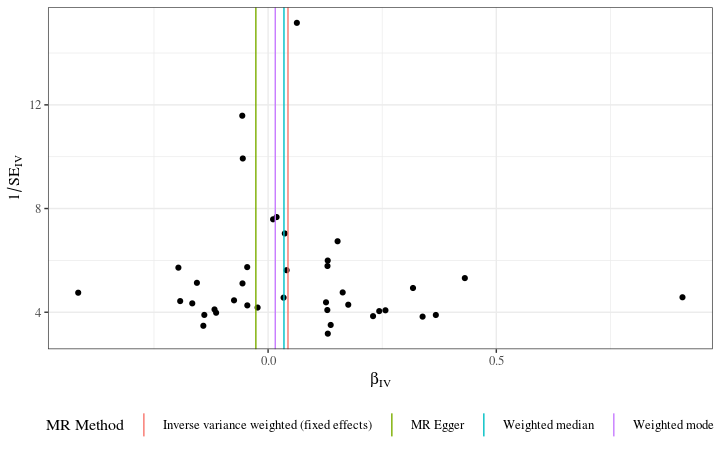 12
8
4
1/SE_IV
0.0
0.5
β_IV
MR Method
Inverse variance weighted (fixed effects)
MR Egger
Weighted median
Weighted mode